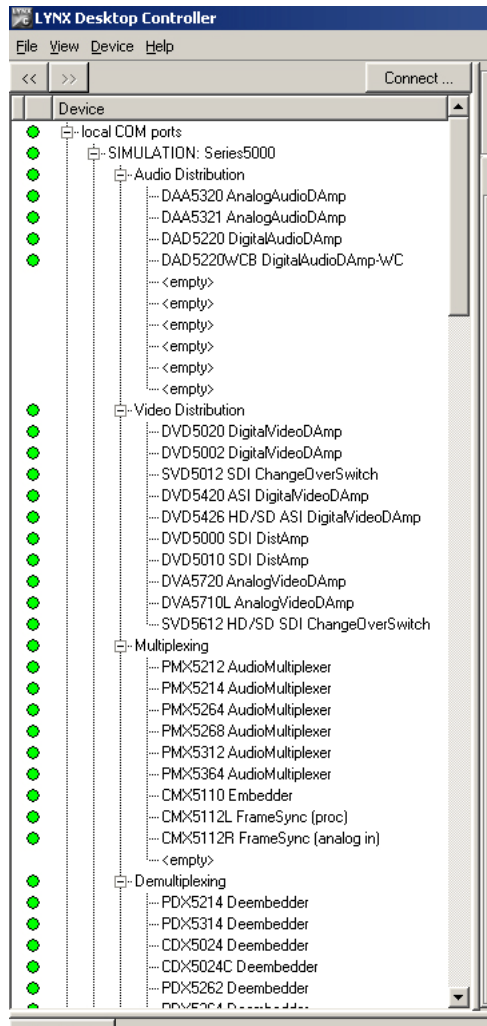 LYNX Desktop Controller
File View Device Help
<< >> Connect ...
Device
local COM ports
SIMULATION: Series5000
Audio Distribution
DAA5320 AnalogAudioDAmp
DAA5321 AnalogAudioDAmp
DAD5220 DigitalAudioDAmp
DAD5220WCB DigitalAudioDAmp-WC
<empty>
<empty>
<empty>
<empty>
<empty>
<empty>
Video Distribution
DVD5020 DigitalVideoDAmp
DVD5002 DigitalVideoDAmp
SVD5012 SDI ChangeOverSwitch
DVD5420 ASI DigitalVideoDAmp
DVD5426 HD/SD ASI DigitalVideoDAmp
DVD5000 SDI DistAmp
DVD5010 SDI DistAmp
DVA5720 AnalogVideoDAmp
DVA5710L AnalogVideoDAmp
SVD5612 HD/SD SDI ChangeOverSwitch
Multiplexing
PMX5212 AudioMultiplexer
PMX5214 AudioMultiplexer
PMX5264 AudioMultiplexer
PMX5268 AudioMultiplexer
PMX5312 AudioMultiplexer
PMX5364 AudioMultiplexer
CMX5110 Embedder
CMX5112L FrameSync (proc)
CMX5112R FrameSync (analog in)
<empty>
Demultiplexing
PDX5214 Deembedder
PDX5314 Deembedder
CDX5024 Deembedder
CDX5024C Deembedder
PDX5262 Deembedder